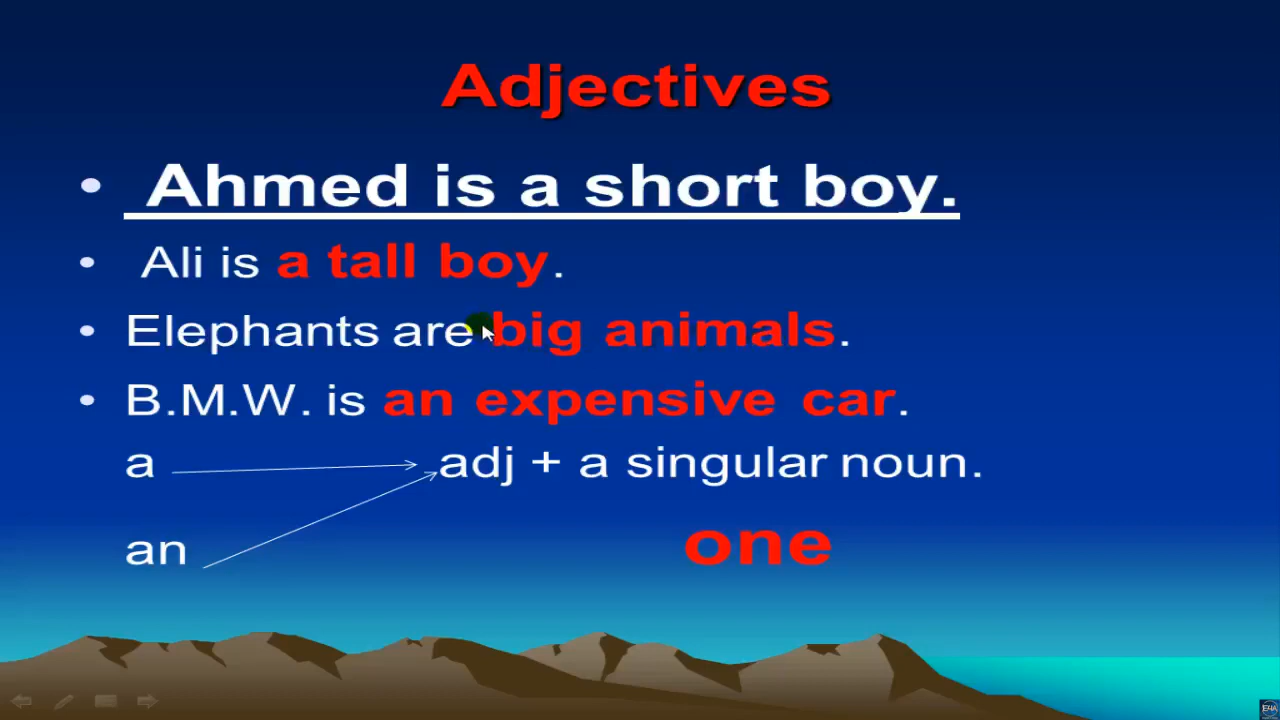 Adjectives
• Ahmed is a short boy.
• Ali is a tall boy.
• Elephants are big animals.
• B.M.W. is an expensive car.
a adj + a singular noun.
an one